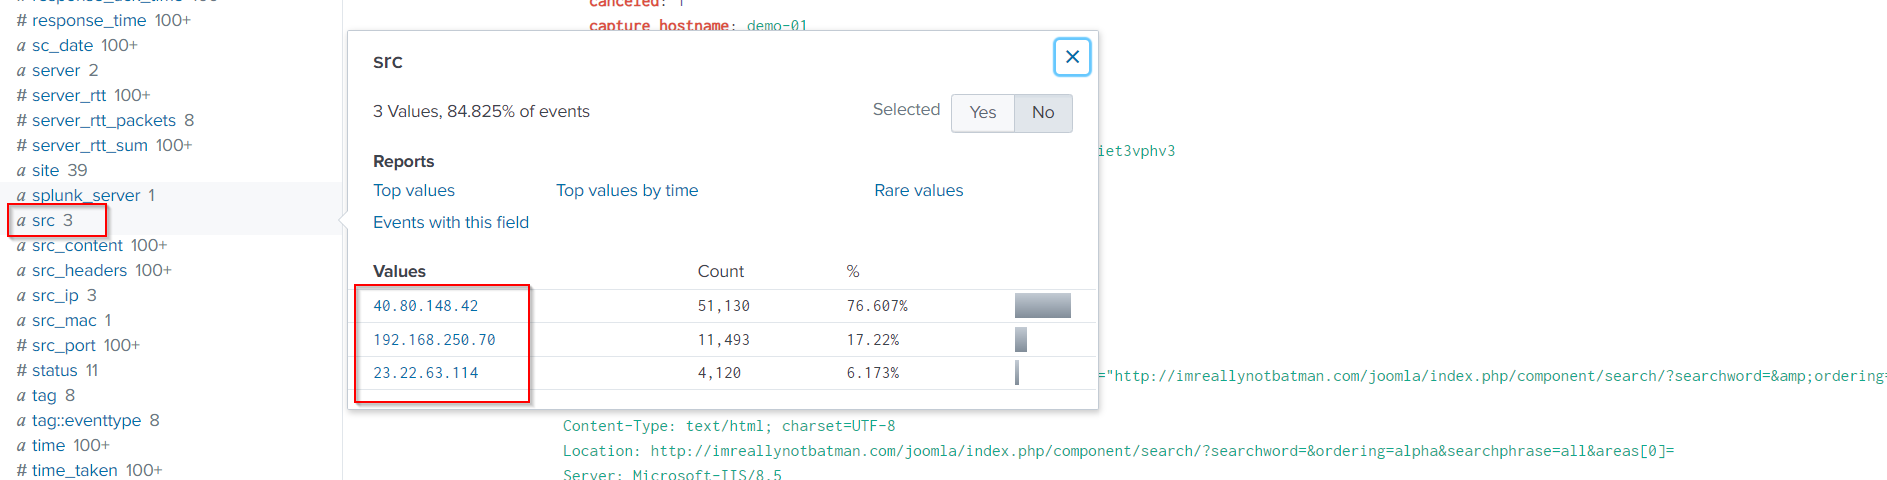 # response_time 100+
a sc_date 100+
a server 2
# server_rtt 100+
# server_rtt_packets 8
# server_rtt_sum 100+
a site 39
a splunk_server 1
a src 3
a src_content 100+
a src_headers 100+
a src_ip 3
a src_mac 1
# src_port 100+
# status 11
a tag 8
a tag::eventtype 8
a time 100+
# time_taken 100+
canceled: 1
capture_hostname: demo-01
src
3 Values, 84.825% of events
Selected Yes No
Reports
Top values Top values by time Rare values
Events with this field
Values Count %
40.80.148.42 51,130 76.607%
192.168.250.70 11,493 17.22%
23.22.63.114 4,120 6.173%
iet3vphv3
="http://imreallynotbatman.com/joomla/index.php/component/search/?searchword=&amp;ordering=
Content-Type: text/html; charset=UTF-8
Location: http://imreallynotbatman.com/joomla/index.php/component/search/?searchword=&ordering=alpha&searchphrase=all&areas[0]=
Server: Microsoft-IIS/8.5